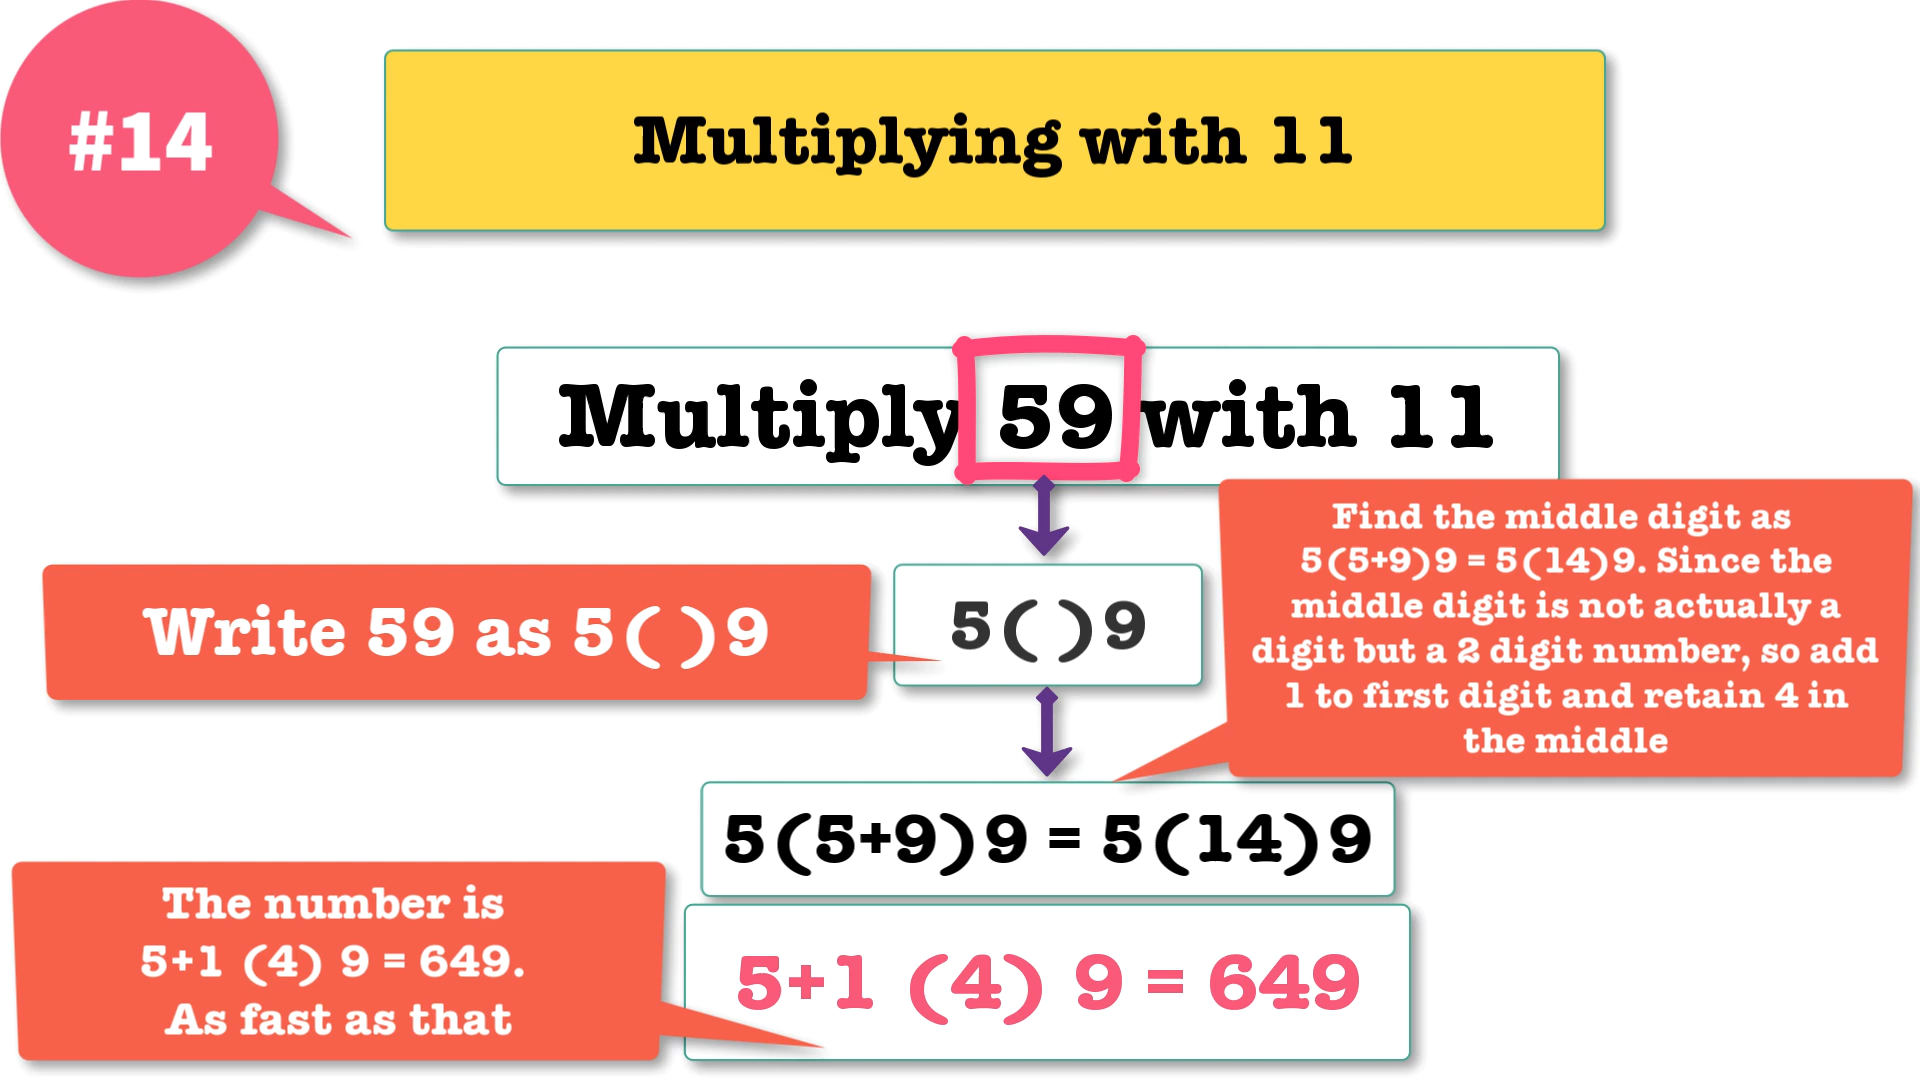 #14
Multiplying with 11
Multiply 59 with 11
Find the middle digit as
5(5+9)9 = 5(14)9. Since the
middle digit is not actually a
digit but a 2 digit number, so add
1 to first digit and retain 4 in
the middle
Write 59 as 5( )9
5( )9
5(5+9)9 = 5(14)9
The number is
5+1 (4) 9 = 649.
As fast as that
5+1 (4) 9 = 649